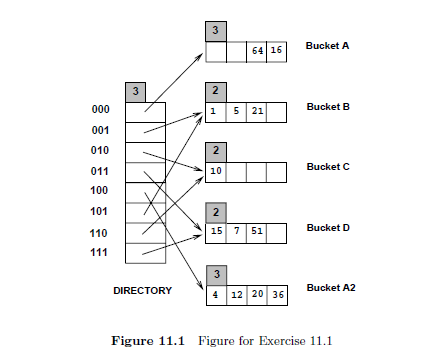 3
64 16 Bucket A
3
2
000
1 5 21 Bucket B
001
2
010
10 Bucket C
011
100
2
101
15 7 51 Bucket D
110
111
3
DIRECTORY
4 12 20 36 Bucket A2
Figure 11.1 Figure for Exercise 11.1